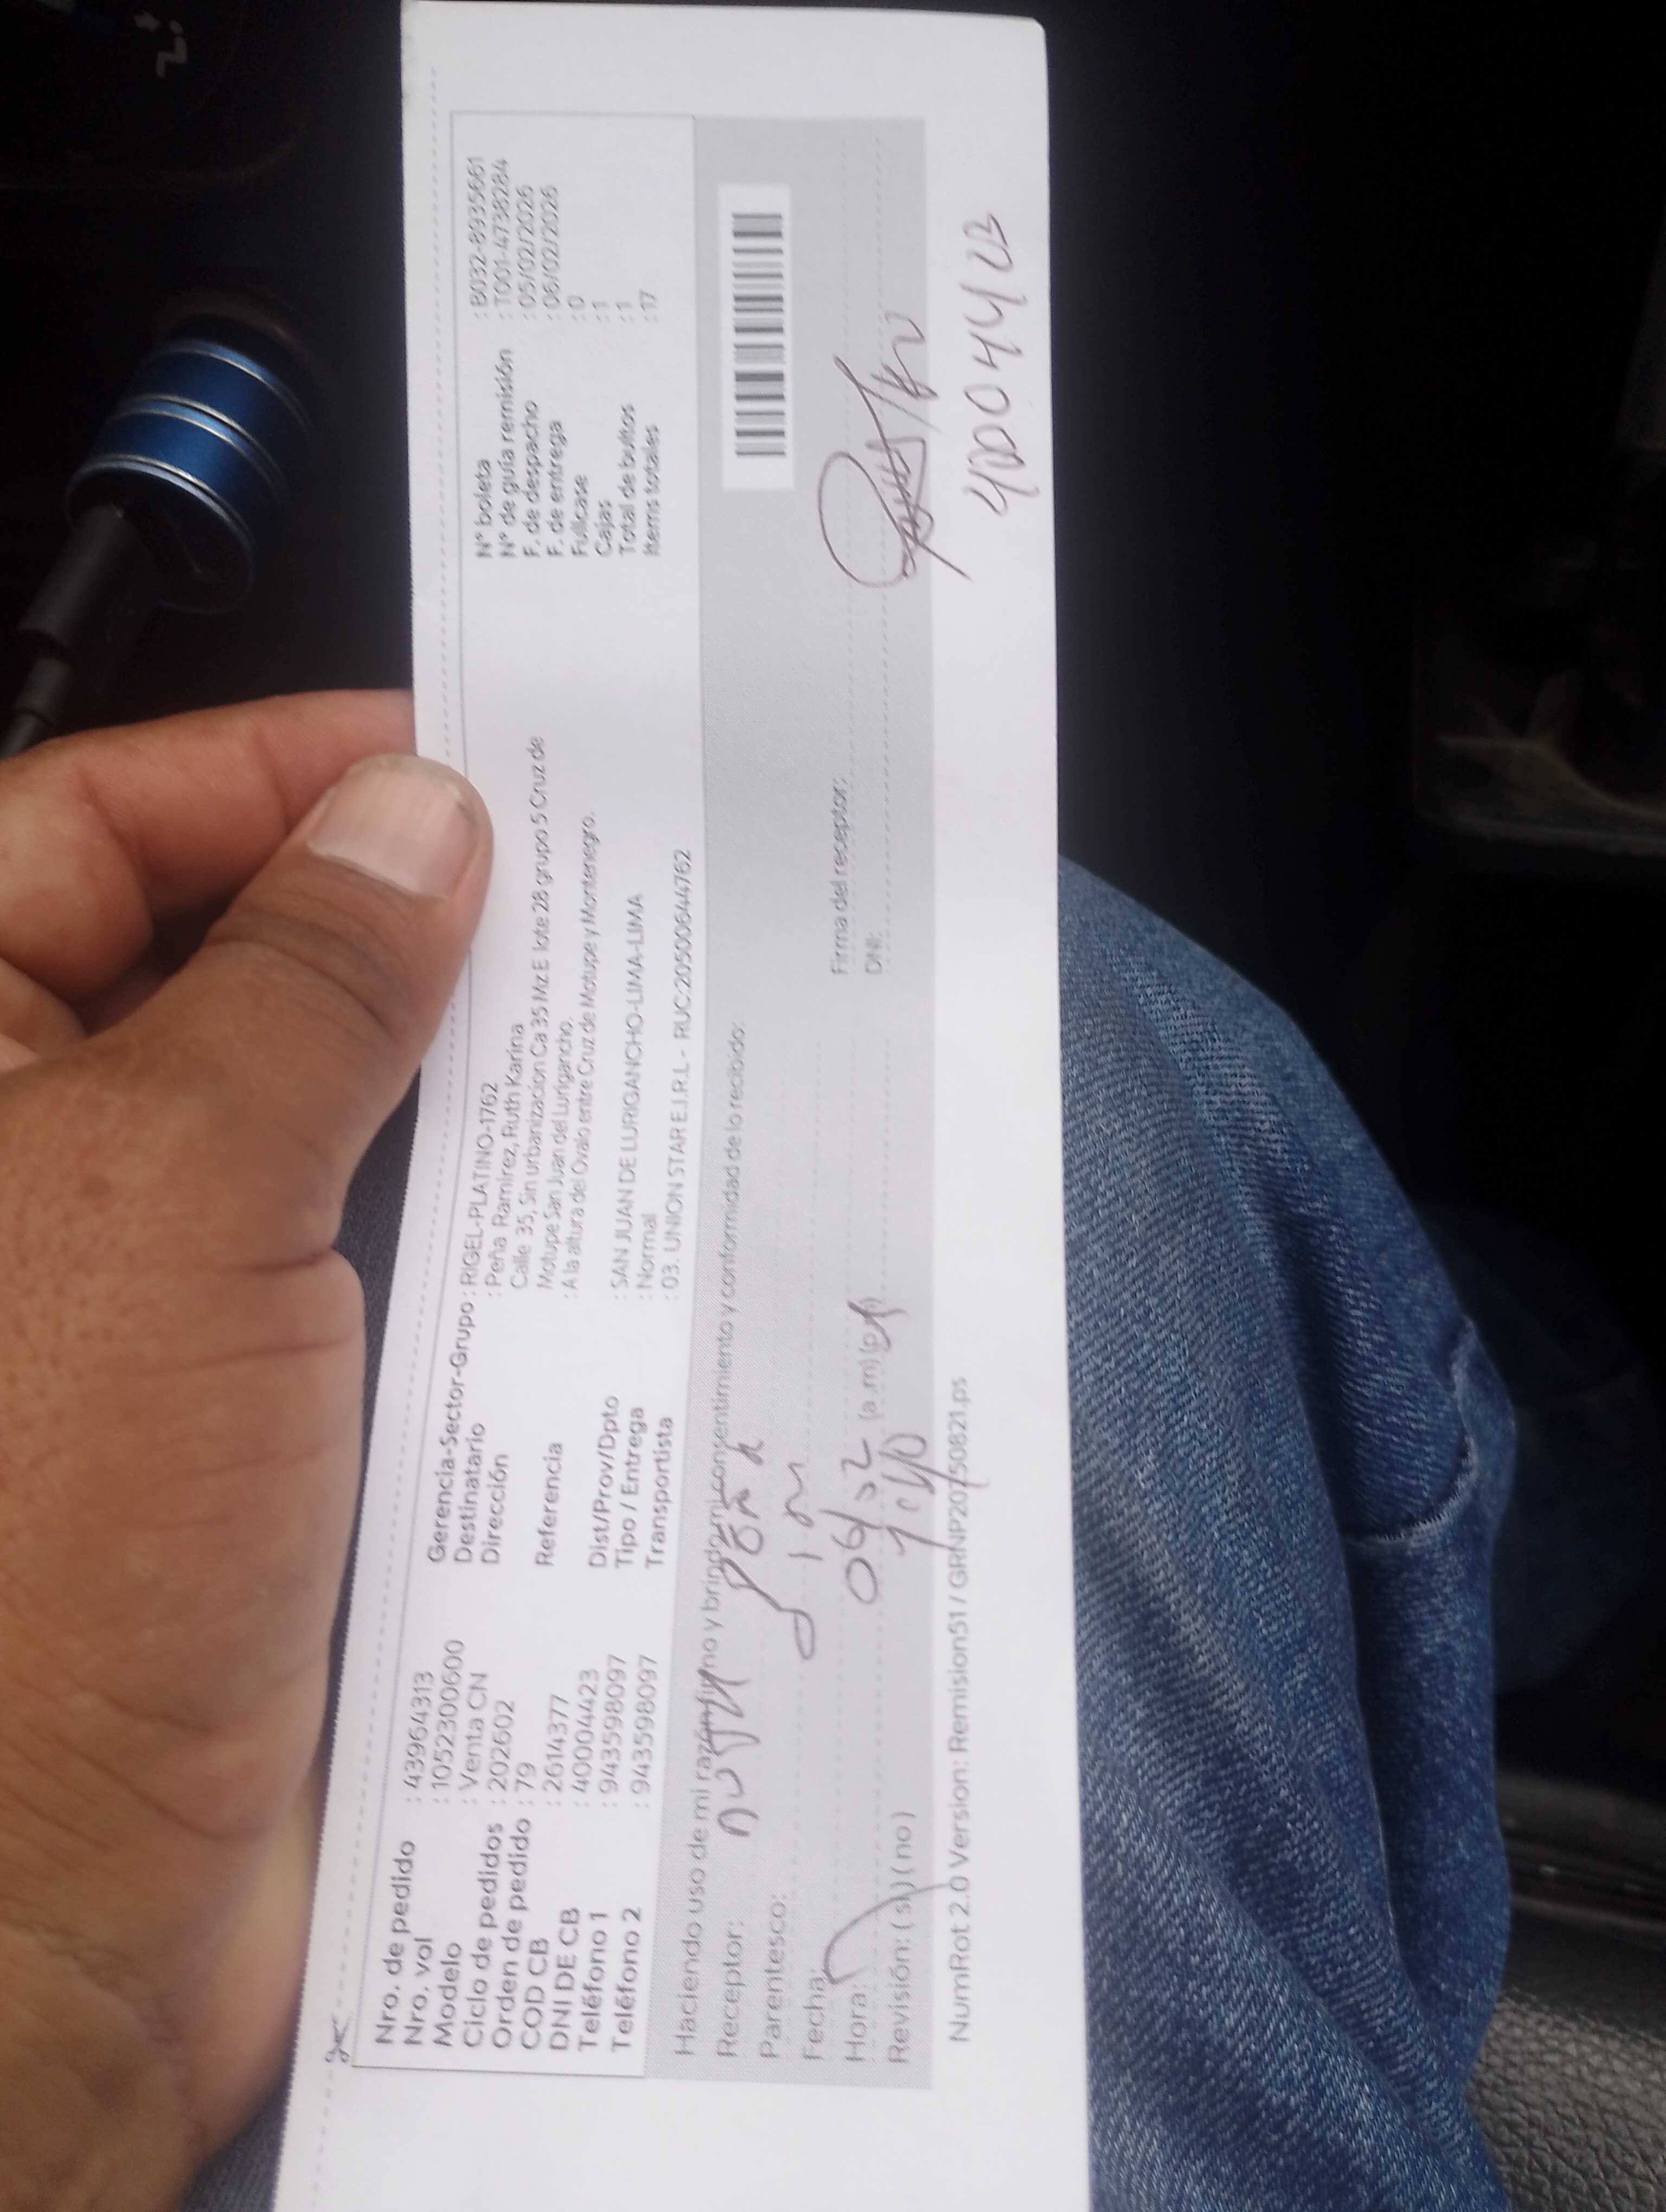 Nro. de pedido : 43964313
Nro. vol : 1052300600
Modelo : Venta CN
Ciclo de pedidos : 202602
Orden de pedido : 79
COD CB : 2614377
DNI DE CB : 40004423
Teléfono 1 : 943598097
Teléfono 2 : 943598097
Gerencia-Sector-Grupo : RIGEL-PLATINO-1762
Destinatario : Peña Ramirez, Ruth Karina
Dirección Calle 35, Sin urbanizacion Ca 35 Mz E lote 28 grupo 5 Cruz de
Motupe San Juan del Lurigancho.
Referencia : A la altura del Ovalo entre Cruz de Motupe y Montenegro.
Dist/Prov/Dpto : SAN JUAN DE LURIGANCHO-LIMA-LIMA
Tipo / Entrega : Normal
Transportista : 03. UNION STAR E.I.R.L - RUC:20500644762
N° boleta : B032-8935661
N° de guía remisión : T001-4738284
F. de despacho : 05/02/2026
F. de entrega : 06/02/2026
Fullcase : 0
Cajas : 1
Total de bultos : 1
Items totales : 17
Haciendo uso de mi razón firmo y brindo mi consentimiento y conformidad de lo recibido:
Receptor: Peña
Parentesco:
Fecha: 06/02
Hora: (a.m) (p.m)
Revisión: ( si ) ( no )
Firma del receptor:
DNI: 40004423
NumRot 2.0 Version: Remision51 / GRNP20250821.ps